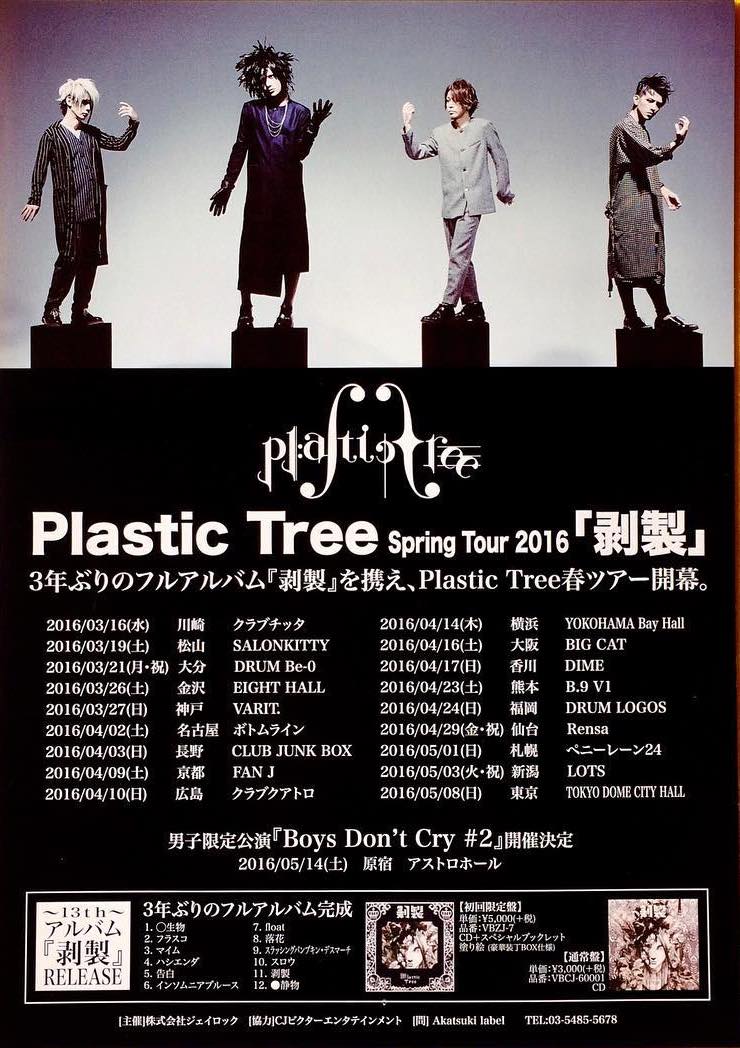 plastic tree
Plastic Tree Spring Tour 2016「剥製」
3年ぶりのフルアルバム『剥製』を携え、Plastic Tree春ツアー開幕。
2016/03/16(水) 川崎 クラブチッタ
2016/03/19(土) 松山 SALONKITTY
2016/03/21(月・祝) 大分 DRUM Be-0
2016/03/26(土) 金沢 EIGHT HALL
2016/03/27(日) 神戸 VARIT.
2016/04/02(土) 名古屋 ボトムライン
2016/04/03(日) 長野 CLUB JUNK BOX
2016/04/09(土) 京都 FAN J
2016/04/10(日) 広島 クラブクアトロ
2016/04/14(木) 横浜 YOKOHAMA Bay Hall
2016/04/16(土) 大阪 BIG CAT
2016/04/17(日) 香川 DIME
2016/04/23(土) 熊本 B.9 V1
2016/04/24(日) 福岡 DRUM LOGOS
2016/04/29(金・祝) 仙台 Rensa
2016/05/01(日) 札幌 ペニーレーン24
2016/05/03(火・祝) 新潟 LOTS
2016/05/08(日) 東京 TOKYO DOME CITY HALL
男子限定公演『Boys Don't Cry #2』開催決定
2016/05/14(土) 原宿 アストロホール
～13th～
アルバム
『剥製』
RELEASE
3年ぶりのフルアルバム完成
1. ○生物
2. フラスコ
3. マイム
4. ハシエンダ
5. 告白
6. インソムニアブルース
7. float
8. 落花
9. スラッシングパンプキン・デスマーチ
10. スロウ
11. 剥製
12. ●静物
剥製
Plastic Tree
【初回限定盤】
単価:¥5,000(+税)
品番:VBZJ-7
CD+スペシャルブックレット
塗り絵 (豪華装丁BOX仕様)
【通常盤】
単価:¥3,000(+税)
品番:VBCJ-60001
CD
剥製
[主催]株式会社ジェイロック [協力]CJビクターエンタテインメント [問] Akatsuki label TEL:03-5485-5678